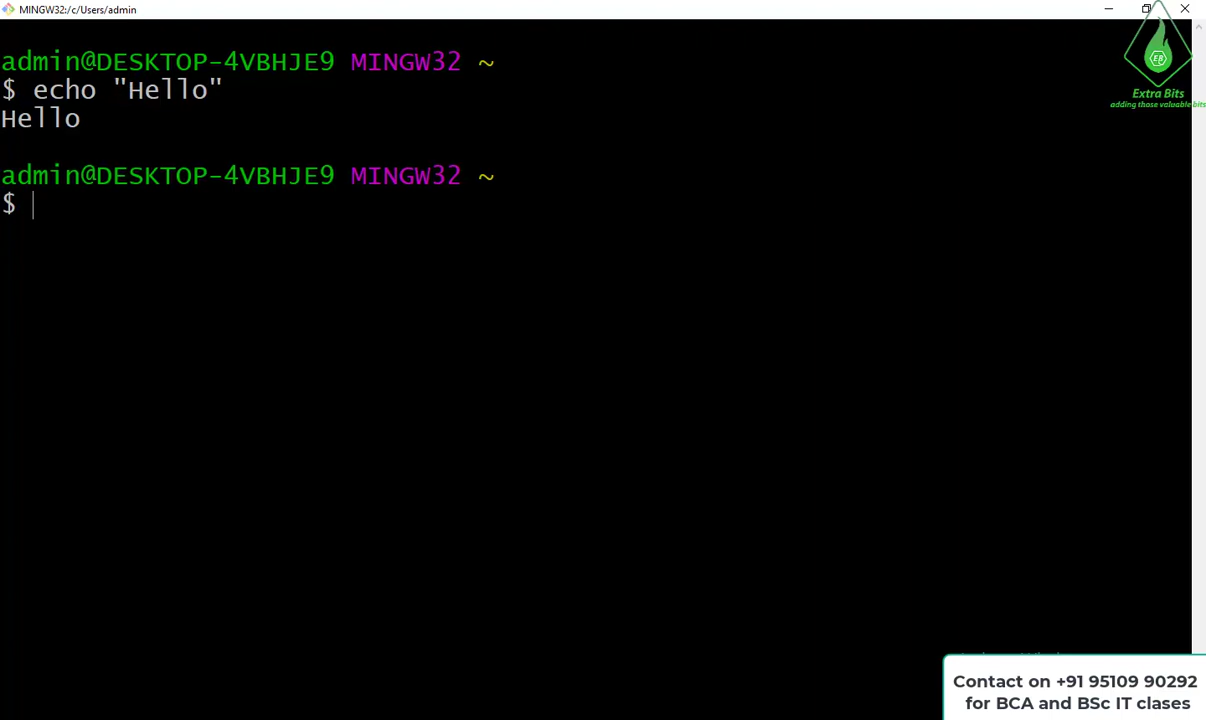 MINGW32:/c/Users/admin
admin@DESKTOP-4VBHJE9 MINGW32 ~
$ echo "Hello"
Hello
admin@DESKTOP-4VBHJE9 MINGW32 ~
$
EB
Extra Bits
adding those valuable bits
Contact on +91 95109 90292
for BCA and BSc IT clases